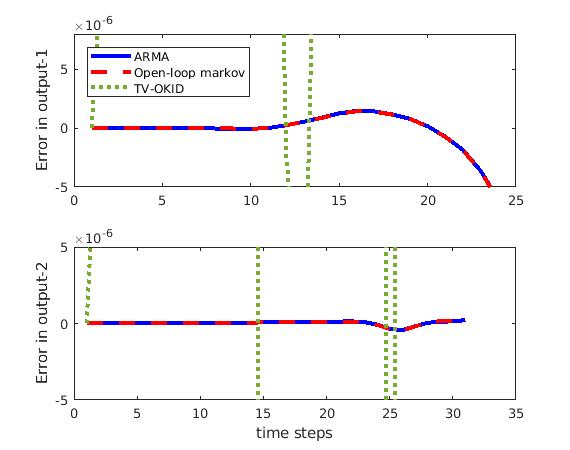 ×10⁻⁶
Error in output-1
5
0
-5
ARMA
Open-loop markov
TV-OKID
0 5 10 15 20 25
×10⁻⁶
Error in output-2
5
0
-5
0 5 10 15 20 25 30 35
time steps